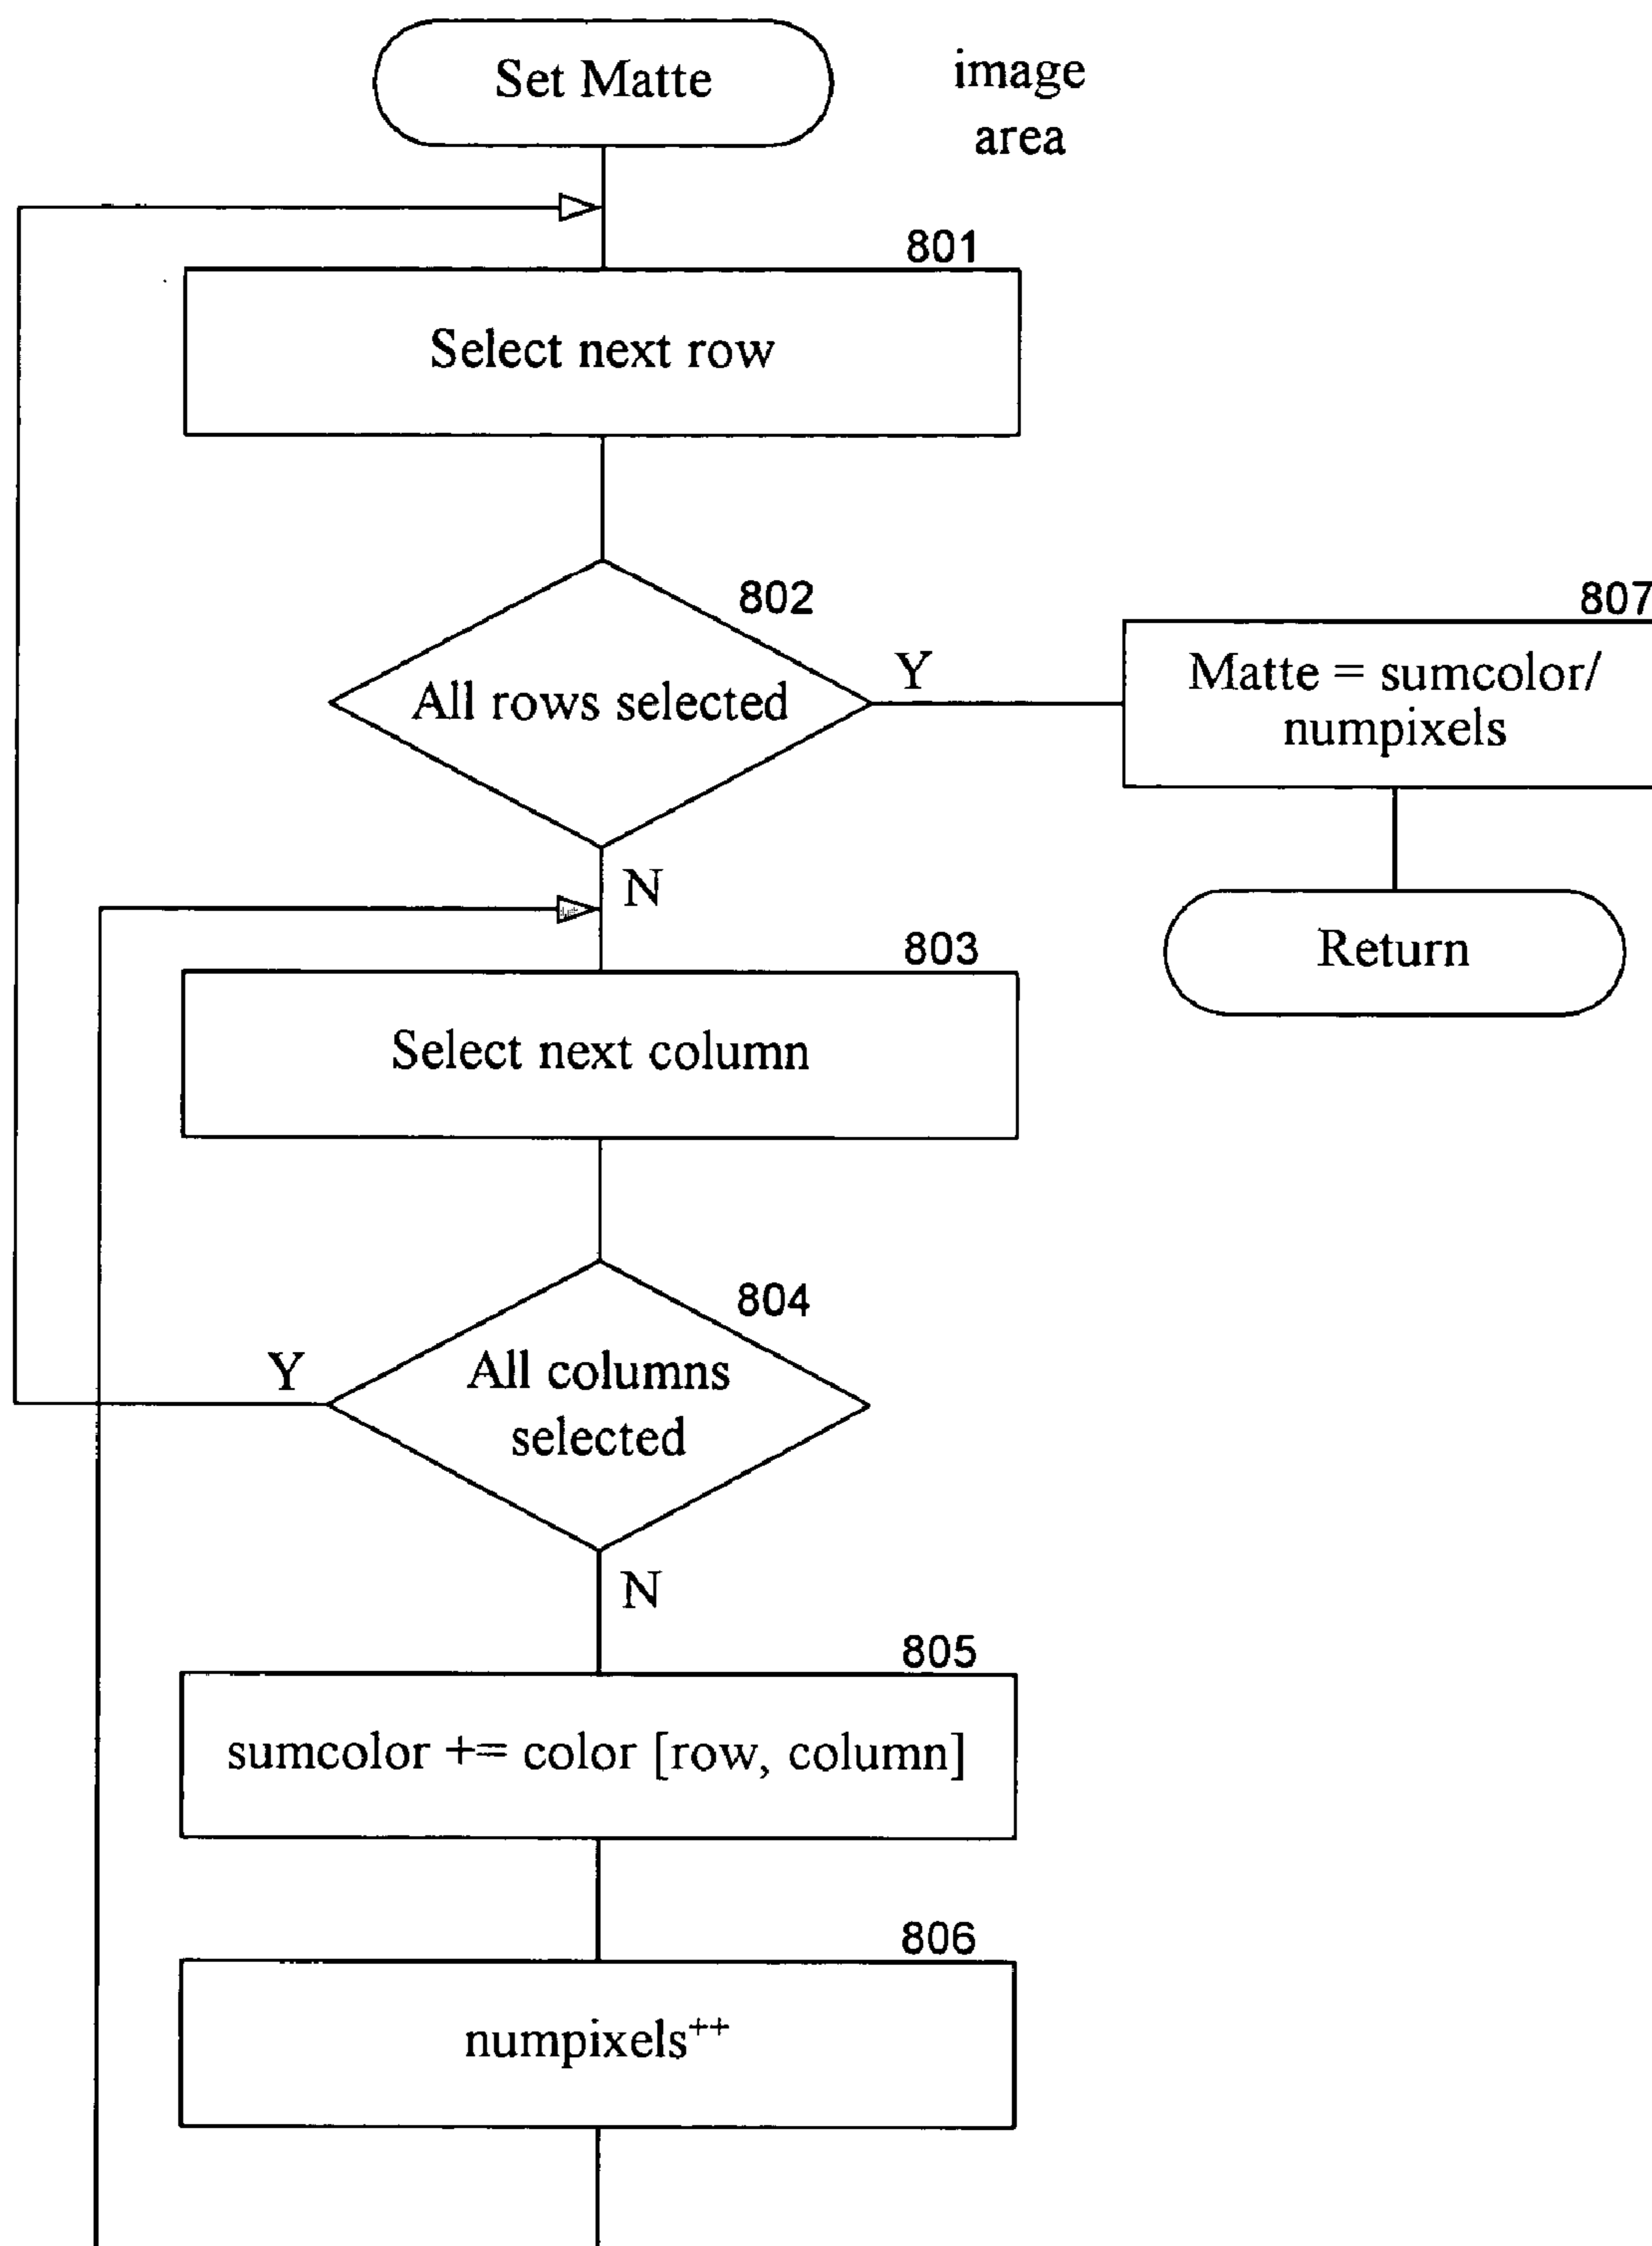 Set Matte
image
area
801
Select next row
802
All rows selected
Y
807
Matte = sumcolor/
numpixels
N
Return
803
Select next column
804
All columns
selected
Y
N
805
sumcolor += color [row, column]
806
numpixels⁺⁺